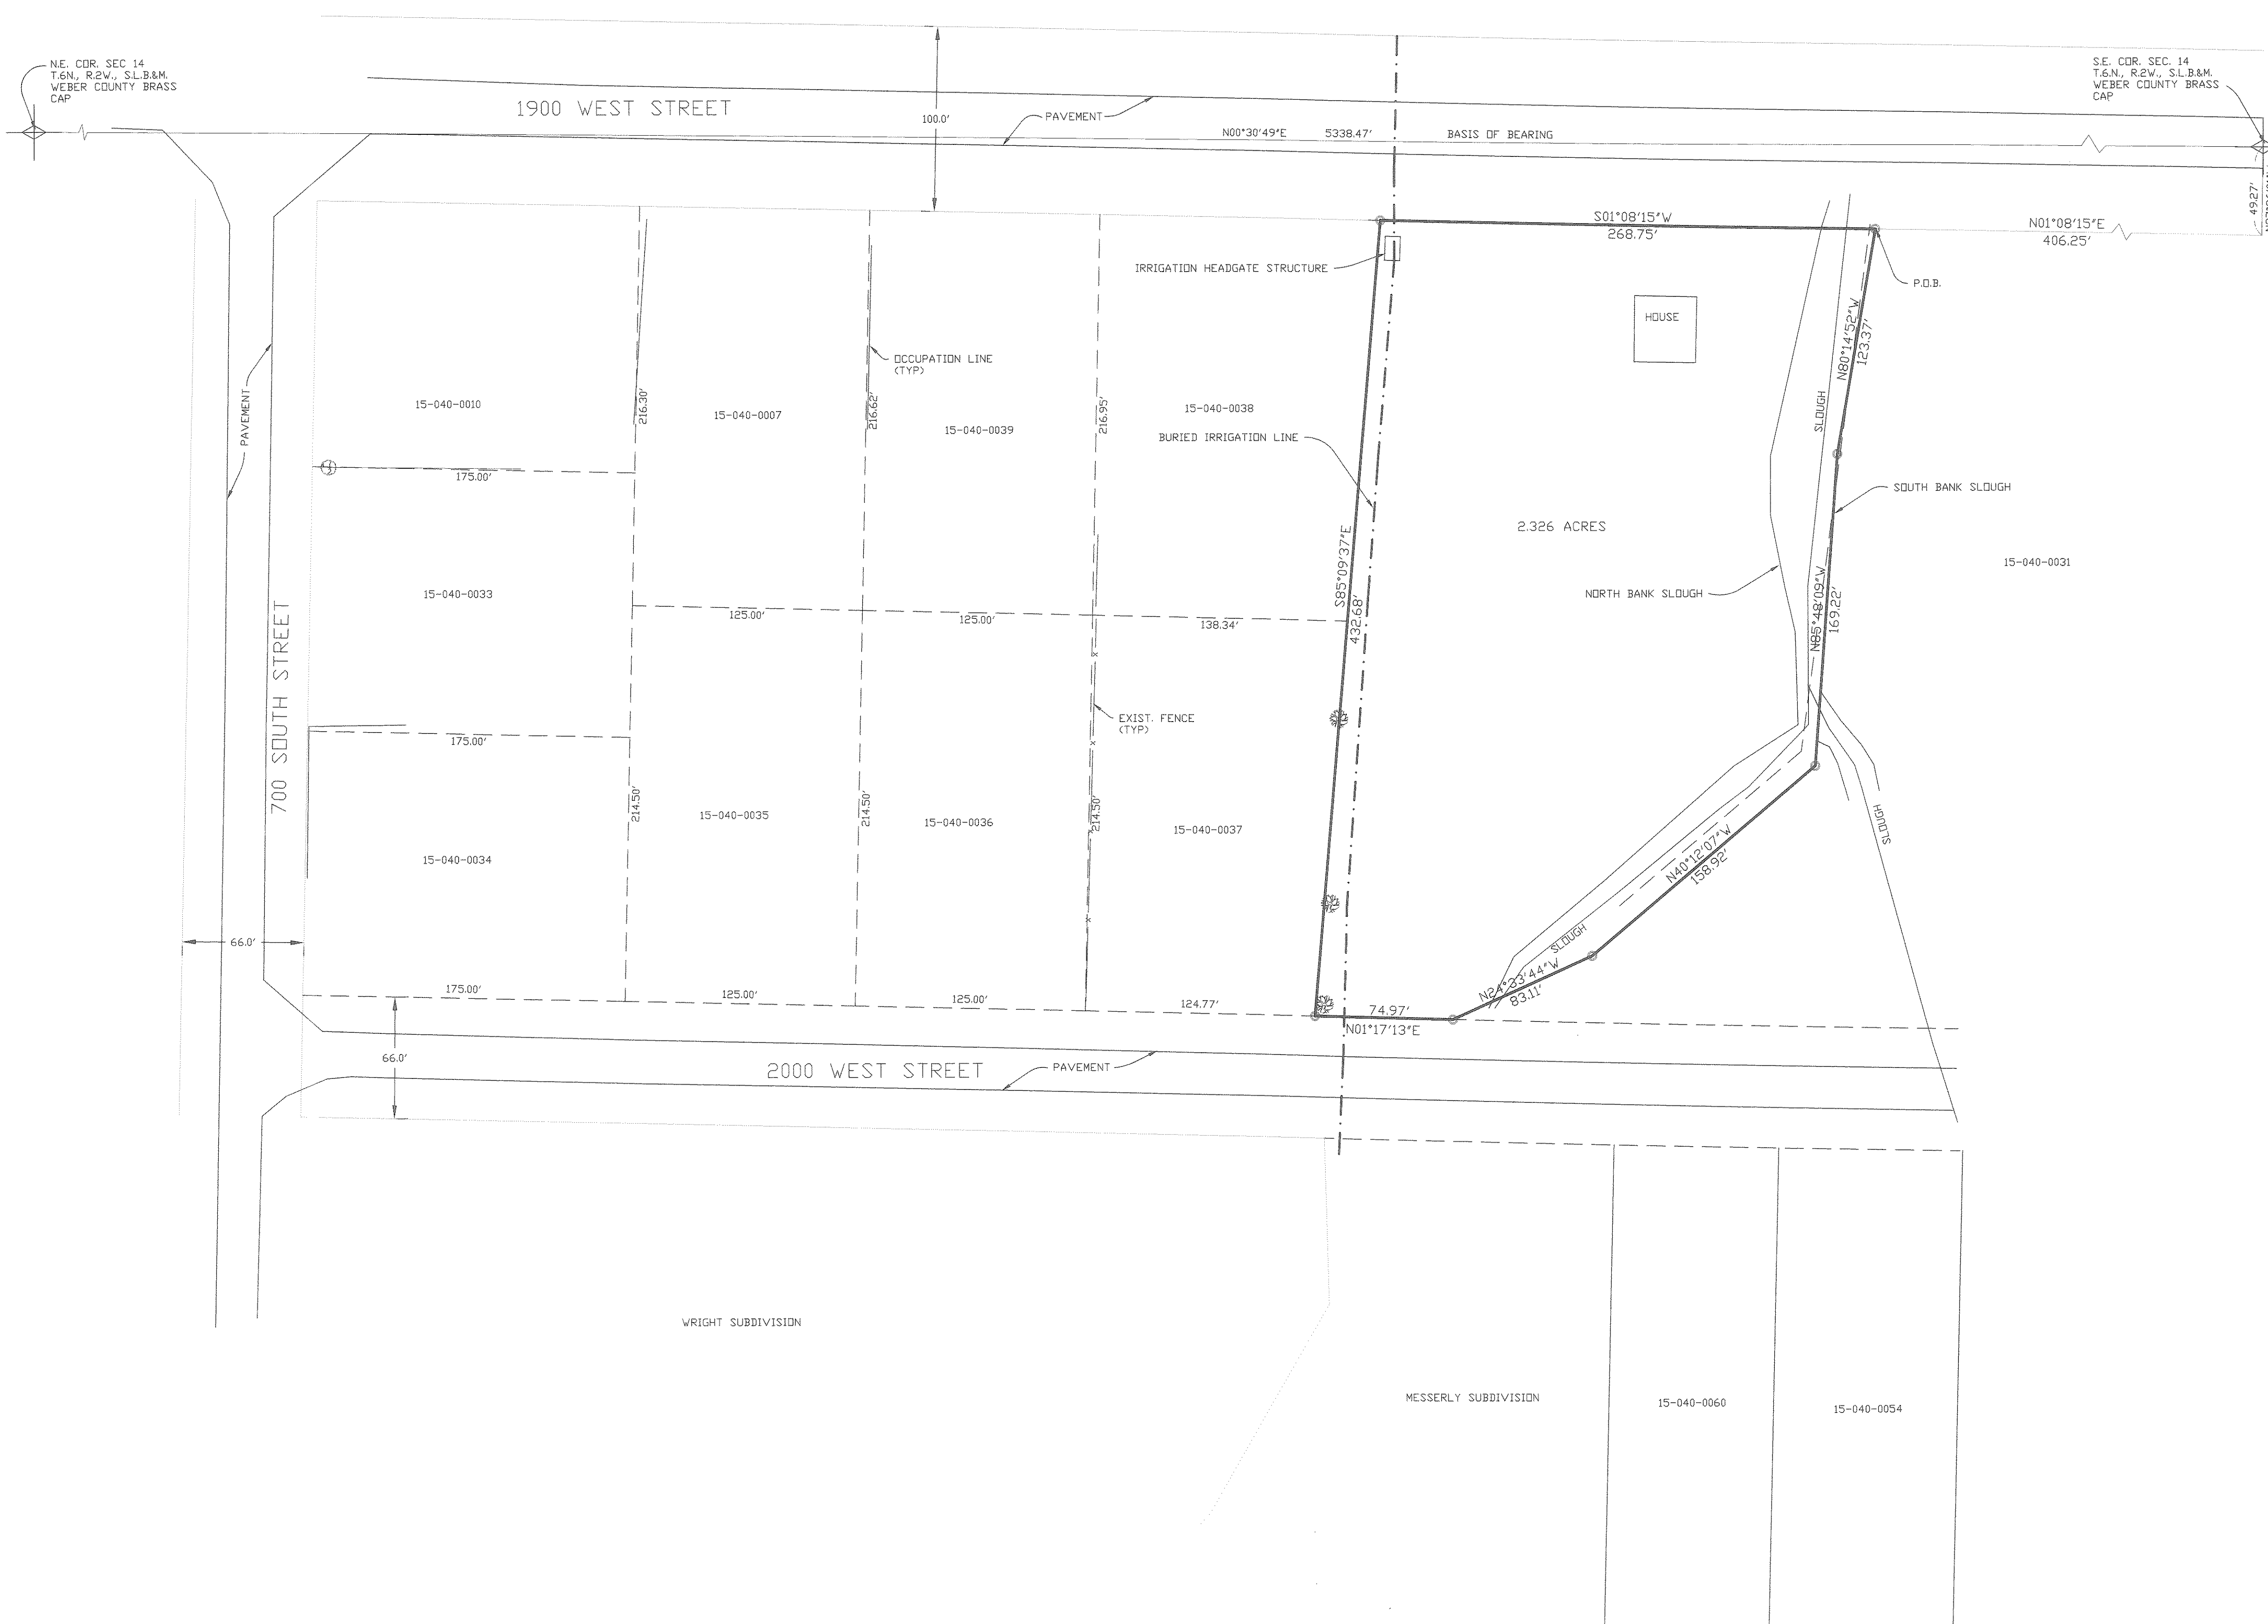 N.E. COR. SEC 14
T.6N., R.2W., S.L.B.&M.
WEBER COUNTY BRASS
CAP
S.E. COR. SEC. 14
T.6.N., R.2W., S.L.B.&M.
WEBER COUNTY BRASS
CAP
1900 WEST STREET
100.0'
PAVEMENT
N00°30'49"E 5338.47' BASIS OF BEARING
49.27'
S01°08'15"W
268.75'
N01°08'15"E
406.25'
IRRIGATION HEADGATE STRUCTURE
P.O.B.
HOUSE
N80°14'52"W
123.37'
OCCUPATION LINE
(TYP)
PAVEMENT
15-040-0010
216.30'
15-040-0007
216.62'
15-040-0039
216.95'
15-040-0038
BURIED IRRIGATION LINE
SLOUGH
175.00'
SOUTH BANK SLOUGH
2.326 ACRES
S85°09'37"E
432.68'
15-040-0031
15-040-0033
NORTH BANK SLOUGH
N85°48'09"W
169.22'
125.00'
125.00'
138.34'
700 SOUTH STREET
EXIST. FENCE
(TYP)
175.00'
214.50'
15-040-0035
214.50'
15-040-0036
214.50'
15-040-0037
SLOUGH
15-040-0034
N40°12'07"W
158.92'
66.0'
SLOUGH
N24°33'44"W
83.11'
175.00'
125.00'
125.00'
124.77'
74.97'
N01°17'13"E
66.0'
2000 WEST STREET
PAVEMENT
WRIGHT SUBDIVISION
MESSERLY SUBDIVISION
15-040-0060
15-040-0054